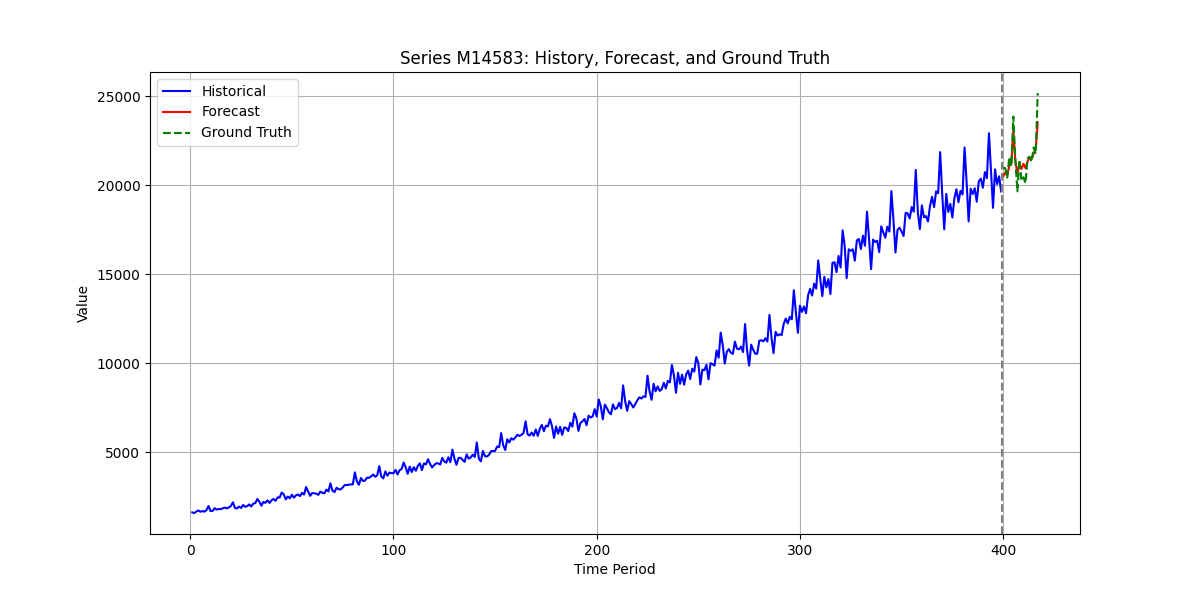 Series M14583: History, Forecast, and Ground Truth
Historical
Forecast
Ground Truth
25000
20000
15000
10000
5000
Value
0 100 200 300 400
Time Period